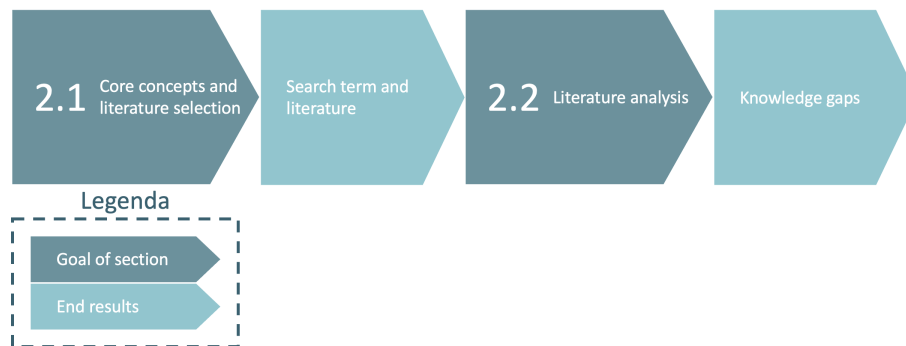 2.1
Core concepts and
literature selection
Search term and
literature
2.2
Literature analysis
Knowledge gaps
Legenda
Goal of section
End results